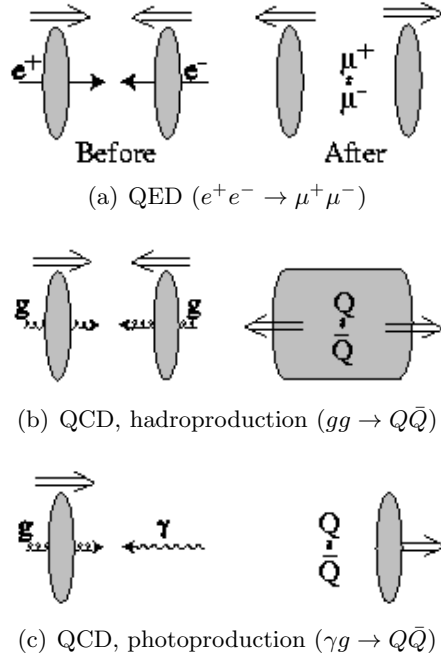 e⁺ e⁻ μ⁺
μ⁻
Before After
(a) QED (e⁺e⁻ → μ⁺μ⁻)
g g Q
Q̄
(b) QCD, hadroproduction (gg → QQ̄)
g γ Q
Q̄
(c) QCD, photoproduction (γg → QQ̄)